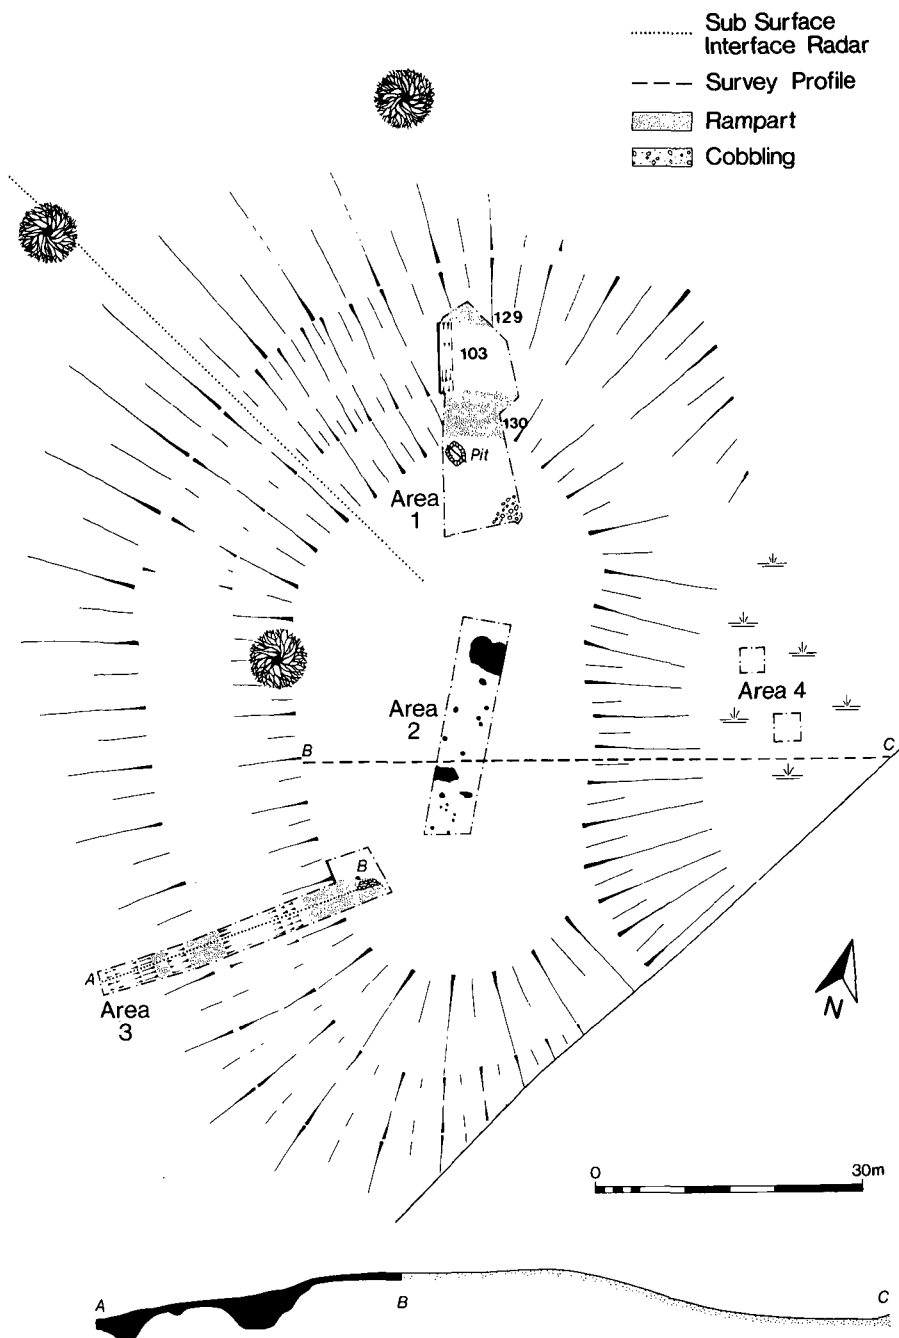 Sub Surface
Interface Radar
Survey Profile
Rampart
Cobbling
129
103
130
Pit
Area
1
Area 4
Area
2
B
C
B
A
Area
3
N
0 30m
A
B
C